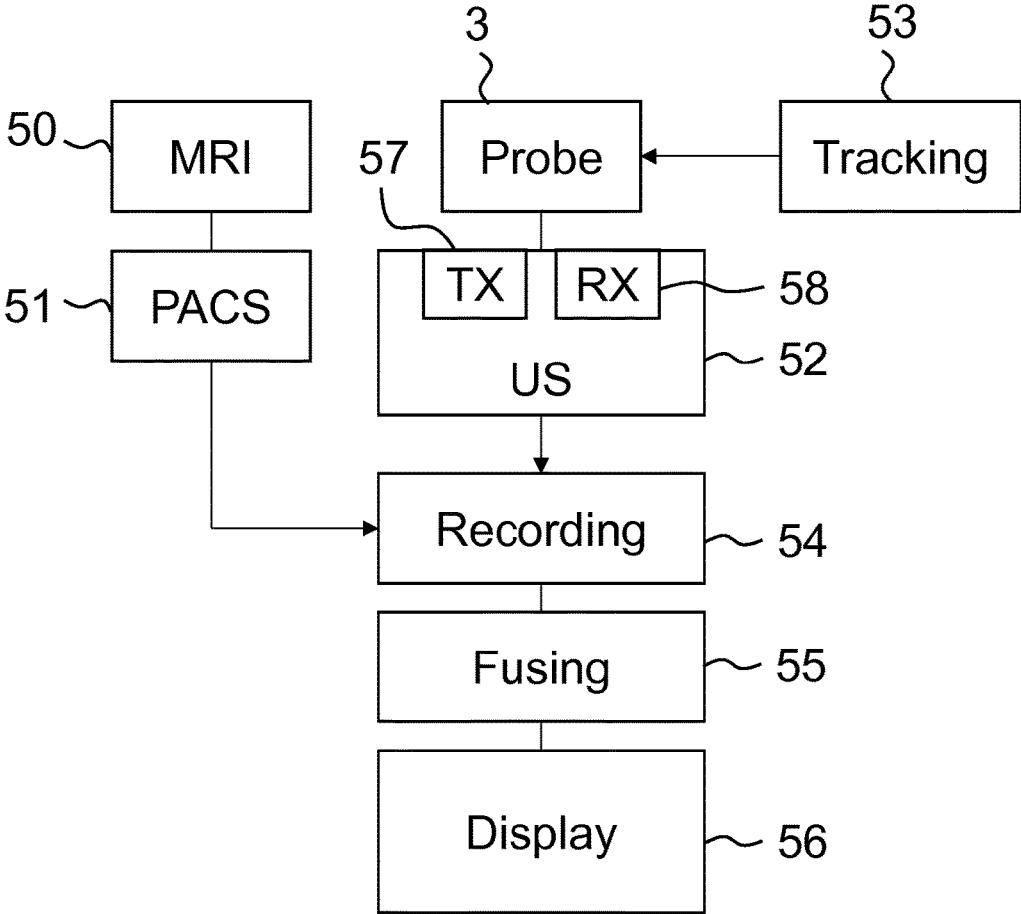 3
53
50
MRI
57
Probe
Tracking
51
PACS
TX
RX
58
US
52
Recording
54
Fusing
55
Display
56